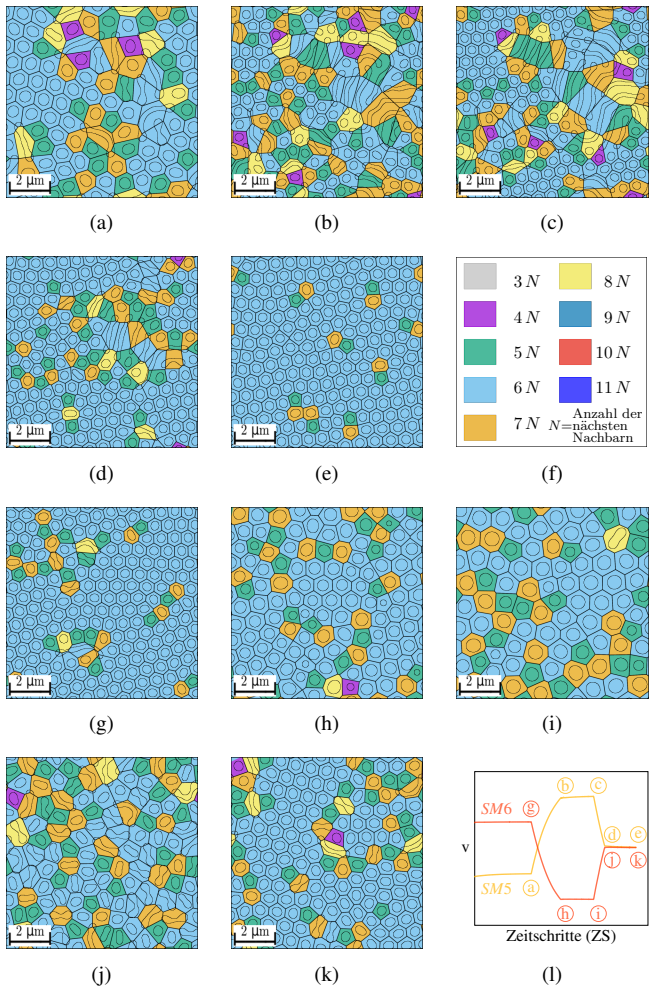 2 µm
2 µm
2 µm
(a)
(b)
(c)
2 µm
2 µm
3 N
4 N
5 N
6 N
7 N
8 N
9 N
10 N
11 N
N=Anzahl der
nächsten
Nachbarn
(d)
(e)
(f)
2 µm
2 µm
2 µm
(g)
(h)
(i)
2 µm
2 µm
v
SM6
g
b
c
d
e
SM5
a
j
k
h
i
Zeitschritte (ZS)
(j)
(k)
(l)